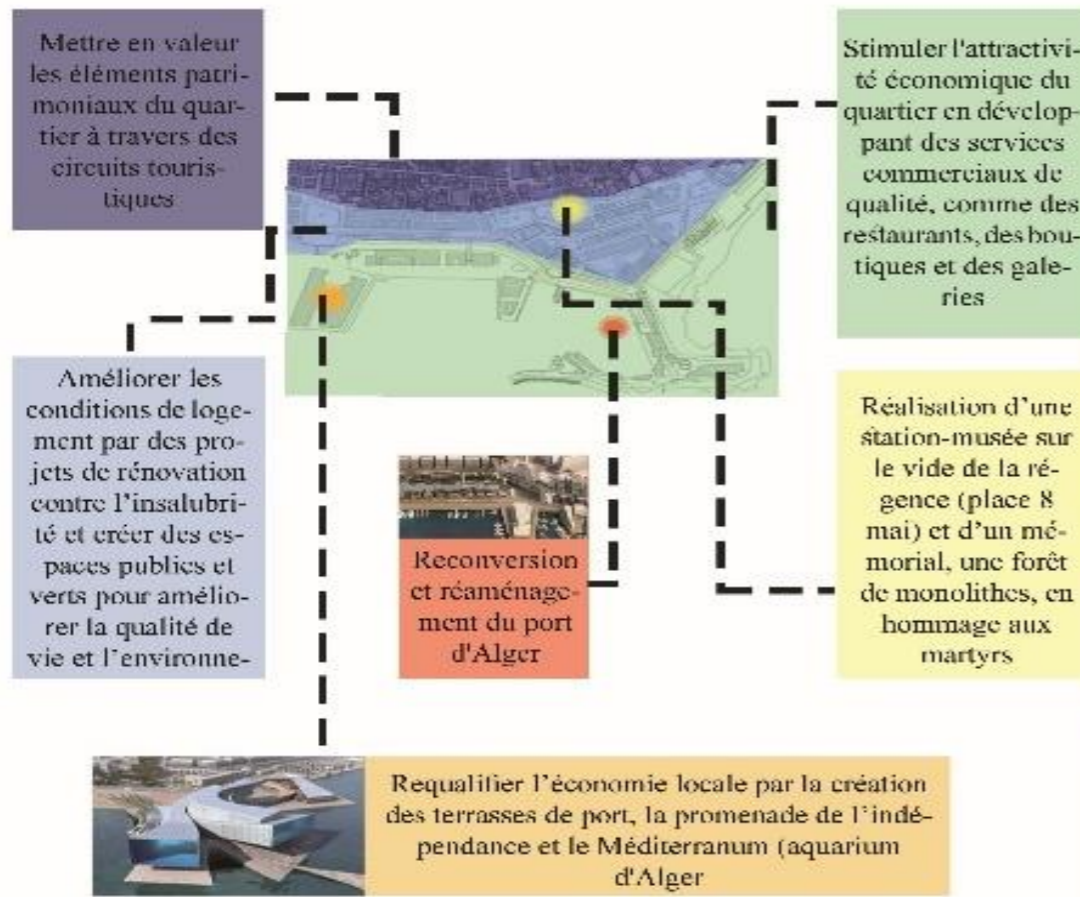 Mettre en valeur
les éléments patri-
moniaux du quar-
tier à travers des
circuits touris-
tiques
Stimuler l'attractivi-
té économique du
quartier en dévelop-
pant des services
commerciaux de
qualité, comme des
restaurants, des bou-
tiques et des gale-
ries
Améliorer les
conditions de loge-
ment par des pro-
jets de rénovation
contre l’insalubri-
té et créer des es-
paces publics et
verts pour amélio-
rer la qualité de
vie et l’environne-
Reconversion
et réaménage-
ment du port
d'Alger
Réalisation d’une
station-musée sur
le vide de la ré-
gence (place 8
mai) et d’un mé-
morial, une forêt
de monolithes, en
hommage aux
martyrs
Requalifier l’économie locale par la création
des terrasses de port, la promenade de l’indé-
pendance et le Méditerranum (aquarium
d'Alger